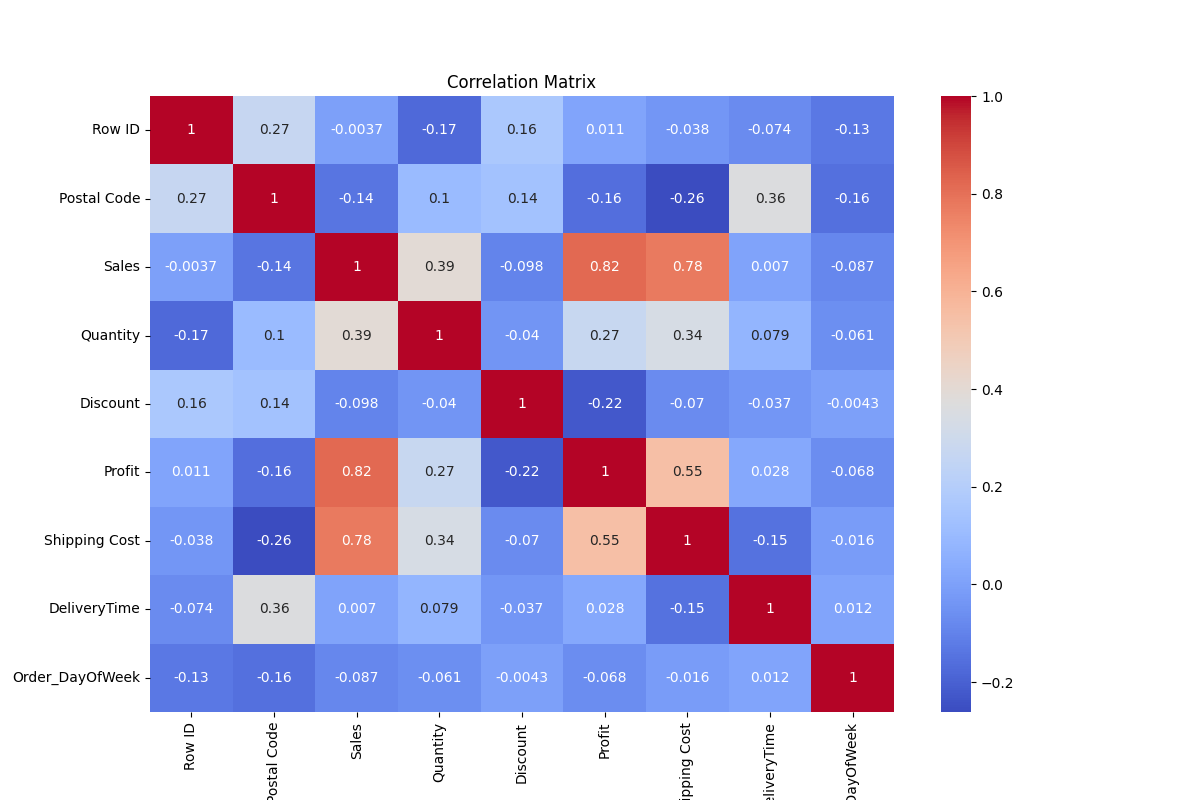 Correlation Matrix
Row ID 1 0.27 -0.0037 -0.17 0.16 0.011 -0.038 -0.074 -0.13
Postal Code 0.27 1 -0.14 0.1 0.14 -0.16 -0.26 0.36 -0.16
Sales -0.0037 -0.14 1 0.39 -0.098 0.82 0.78 0.007 -0.087
Quantity -0.17 0.1 0.39 1 -0.04 0.27 0.34 0.079 -0.061
Discount 0.16 0.14 -0.098 -0.04 1 -0.22 -0.07 -0.037 -0.0043
Profit 0.011 -0.16 0.82 0.27 -0.22 1 0.55 0.028 -0.068
Shipping Cost -0.038 -0.26 0.78 0.34 -0.07 0.55 1 -0.15 -0.016
DeliveryTime -0.074 0.36 0.007 0.079 -0.037 0.028 -0.15 1 0.012
Order_DayOfWeek -0.13 -0.16 -0.087 -0.061 -0.0043 -0.068 -0.016 0.012 1
Row ID
Postal Code
Sales
Quantity
Discount
Profit
ipping Cost
eliveryTime
DayOfWeek
1.0
0.8
0.6
0.4
0.2
0.0
−0.2